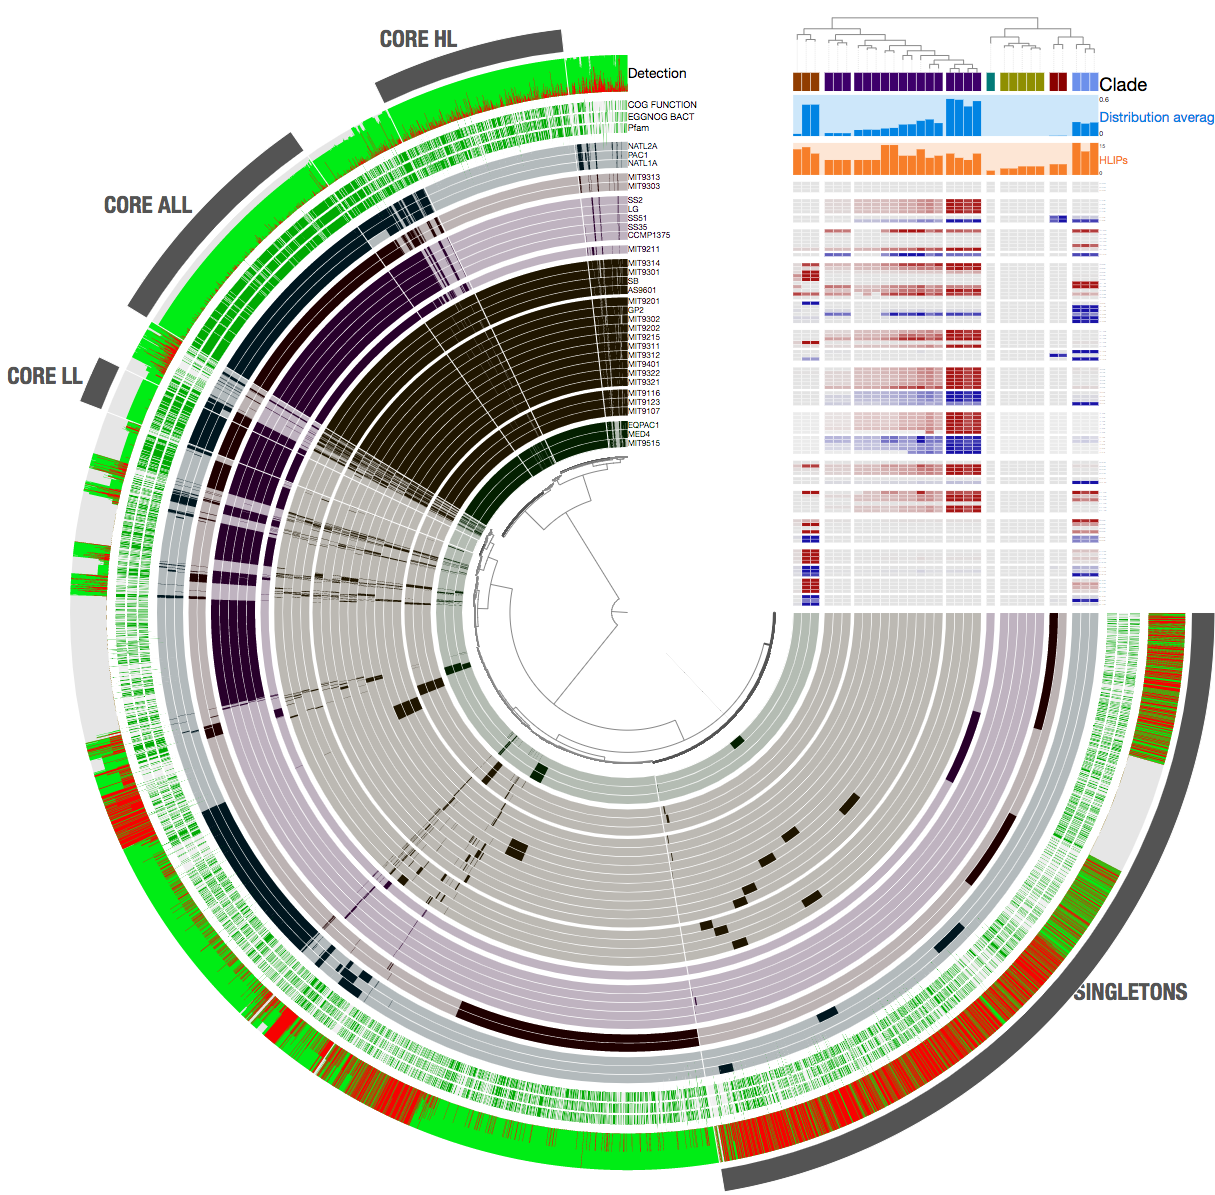 CORE HL
Detection
Clade
COG FUNCTION
EGGNOG BACT
Pfam
0.6
Distribution averag
0
15
HLIPs
0
NATL2A
PAC1
NATL1A
MIT9313
MIT9303
CORE ALL
SS2
LG
SS51
SS35
CCMP1375
MIT9211
MIT9314
MIT9301
SB
AS9601
MIT9201
GP2
MIT9302
MIT9202
MIT9215
MIT9311
MIT9312
MIT9401
MIT9322
MIT9321
CORE LL
MIT9116
MIT9123
MIT9107
EQPAC1
MED4
MIT9515
SINGLETONS